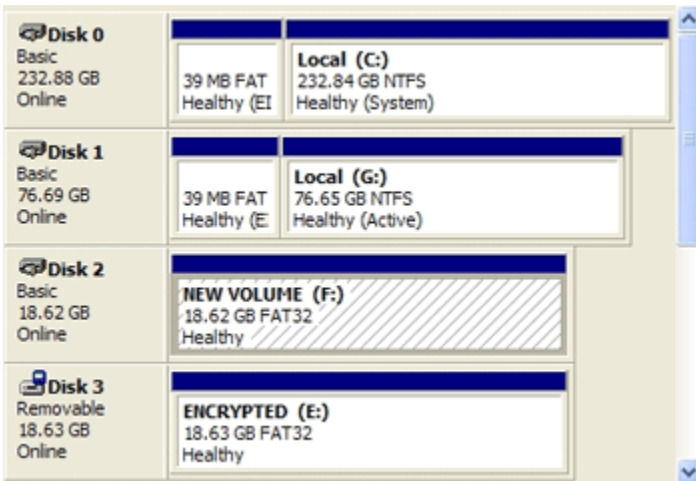 Disk 0
Basic
232.88 GB
Online
39 MB FAT
Healthy (EI
Local (C:)
232.84 GB NTFS
Healthy (System)
Disk 1
Basic
76.69 GB
Online
39 MB FAT
Healthy (E
Local (G:)
76.65 GB NTFS
Healthy (Active)
Disk 2
Basic
18.62 GB
Online
NEW VOLUME (F:)
18.62 GB FAT32
Healthy
Disk 3
Removable
18.63 GB
Online
ENCRYPTED (E:)
18.63 GB FAT32
Healthy